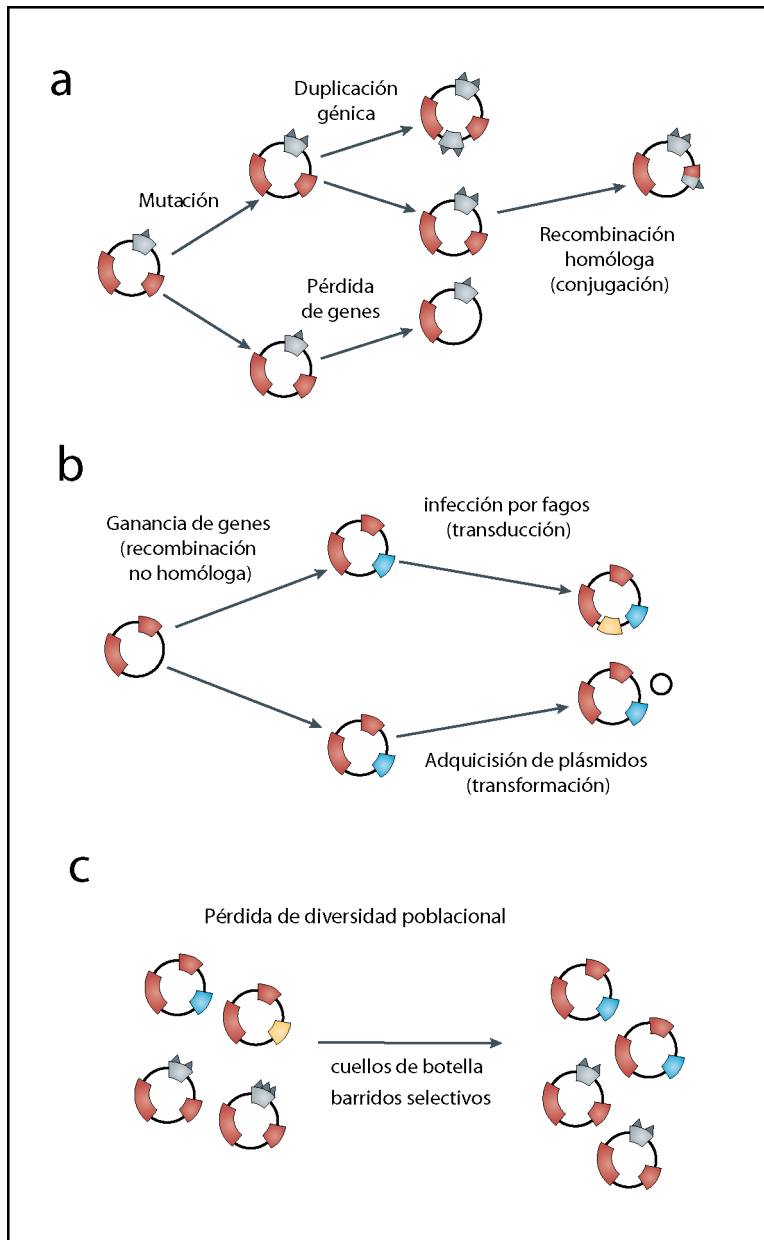 a
Duplicación
génica
Mutación
Recombinación
homóloga
(conjugación)
Pérdida
de genes
b
Ganancia de genes
(recombinación
no homóloga)
infección por fagos
(transducción)
Adquicisión de plásmidos
(transformación)
c
Pérdida de diversidad poblacional
cuellos de botella
barridos selectivos